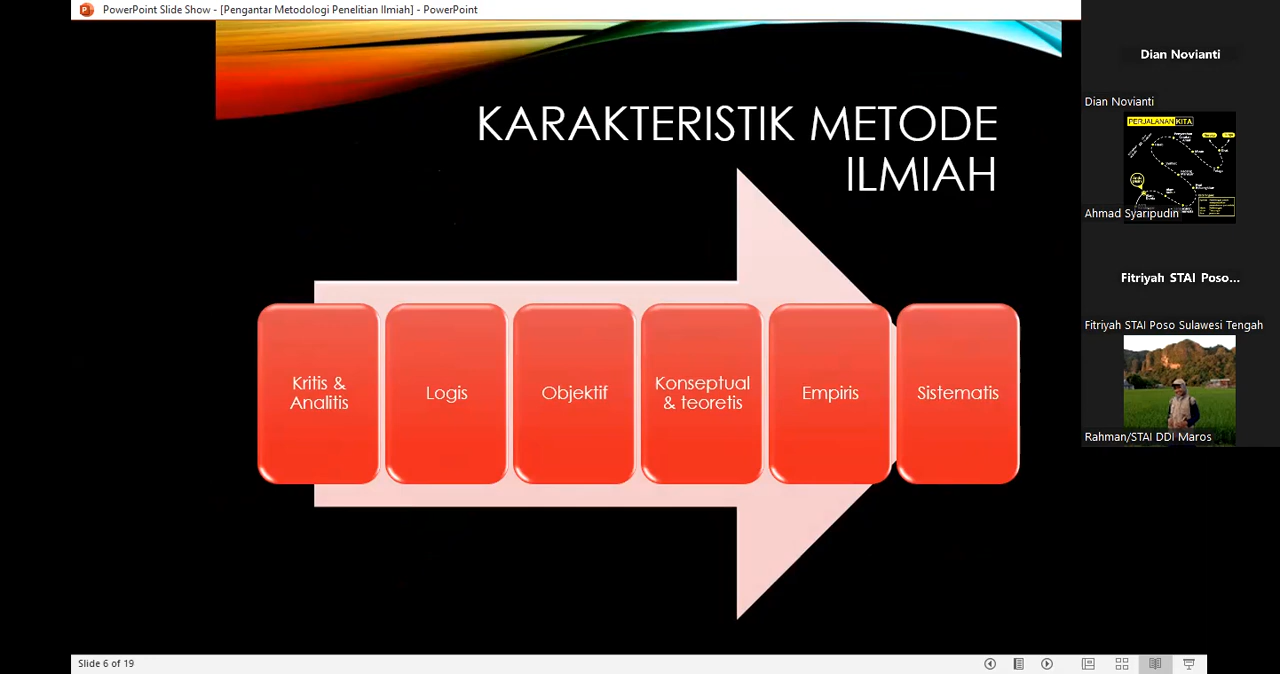 PowerPoint Slide Show - [Pengantar Metodologi Penelitian Ilmiah] - PowerPoint
KARAKTERISTIK METODE
ILMIAH
Kritis &
Analitis
Logis
Objektif
Konseptual
& teoretis
Empiris
Sistematis
Slide 6 of 19
Dian Novianti
Dian Novianti
PERJALANAN KITA
Ahmad Syaripudin
Fitriyah STAI Poso...
Fitriyah STAI Poso Sulawesi Tengah
Rahman/STAI DDI Maros